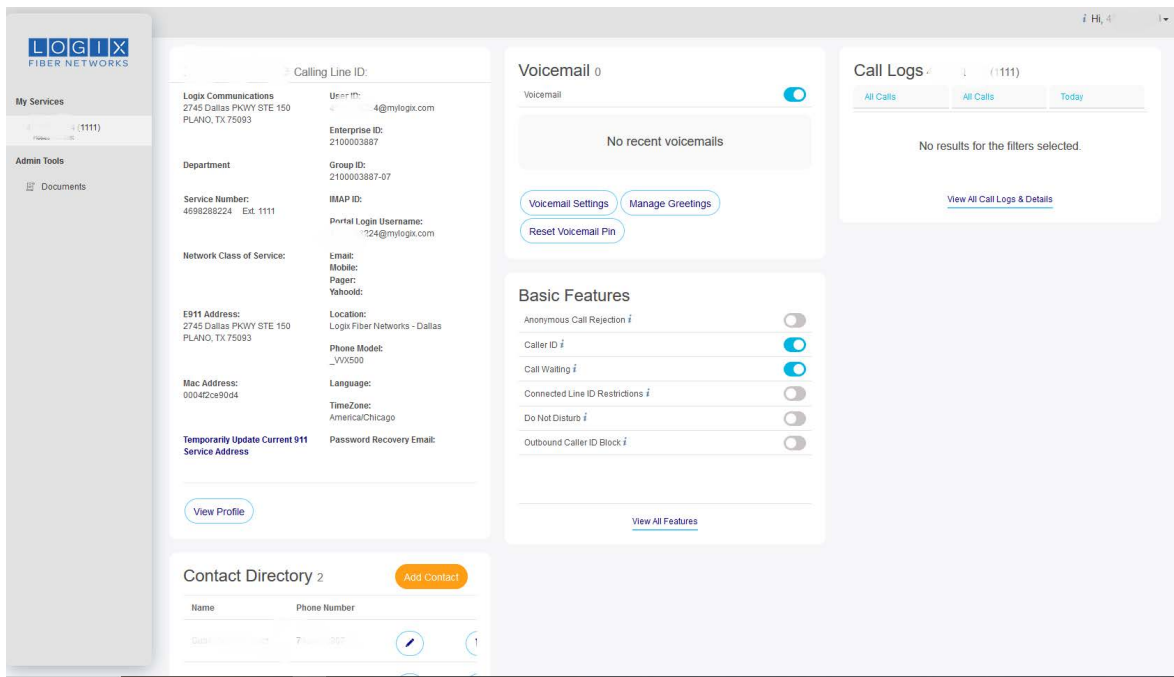 Hi, 4
LOGIX
FIBER NETWORKS
My Services
(1111)
Admin Tools
Documents
Calling Line ID:
Logix Communications
2745 Dallas PKWY STE 150
PLANO, TX 75093
User ID:
4@mylogix.com
Enterprise ID:
2100003887
Department
Group ID:
2100003887-07
Service Number:
4698288224 Ext. 1111
IMAP ID:
Portal Login Username:
224@mylogix.com
Network Class of Service:
Email:
Mobile:
Pager:
YahooId:
E911 Address:
2745 Dallas PKWY STE 150
PLANO, TX 75093
Location:
Logix Fiber Networks - Dallas
Phone Model:
_VVX500
Mac Address:
0004f2ce90d4
Language:
TimeZone:
America/Chicago
Temporarily Update Current 911
Service Address
Password Recovery Email:
View Profile
Contact Directory 2
Add Contact
Name Phone Number
Voicemail 0
Voicemail
No recent voicemails
Voicemail Settings
Manage Greetings
Reset Voicemail Pin
Basic Features
Anonymous Call Rejection i
Caller ID i
Call Waiting i
Connected Line ID Restrictions i
Do Not Disturb i
Outbound Caller ID Block i
View All Features
Call Logs (1111)
All Calls All Calls Today
No results for the filters selected.
View All Call Logs & Details